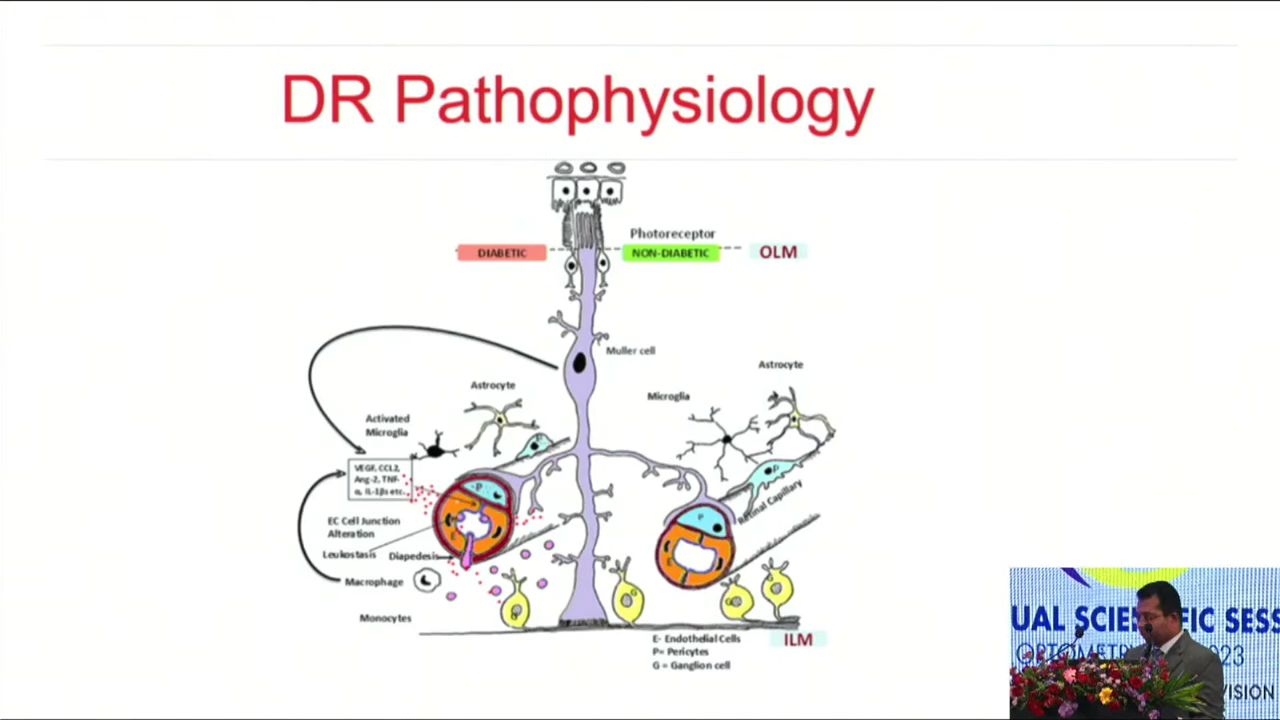 DR Pathophysiology
Photoreceptor
DIABETIC
NON-DIABETIC
OLM
Muller cell
Astrocyte
Astrocyte
Microglia
Activated
Microglia
VEGF, CCL2,
Ang-2, TNF-
α, IL-1βs etc.
P
P
P
Retinal Capillary
EC Cell Junction
Alteration
Leukostasis
Diapedesis
E
E
Macrophage
G
G
G
Monocytes
E- Endothelial Cells
P= Pericytes
G = Ganglion cell
ILM
UAL SCIENTIFIC SESS
OPTOMETR
023
VISION